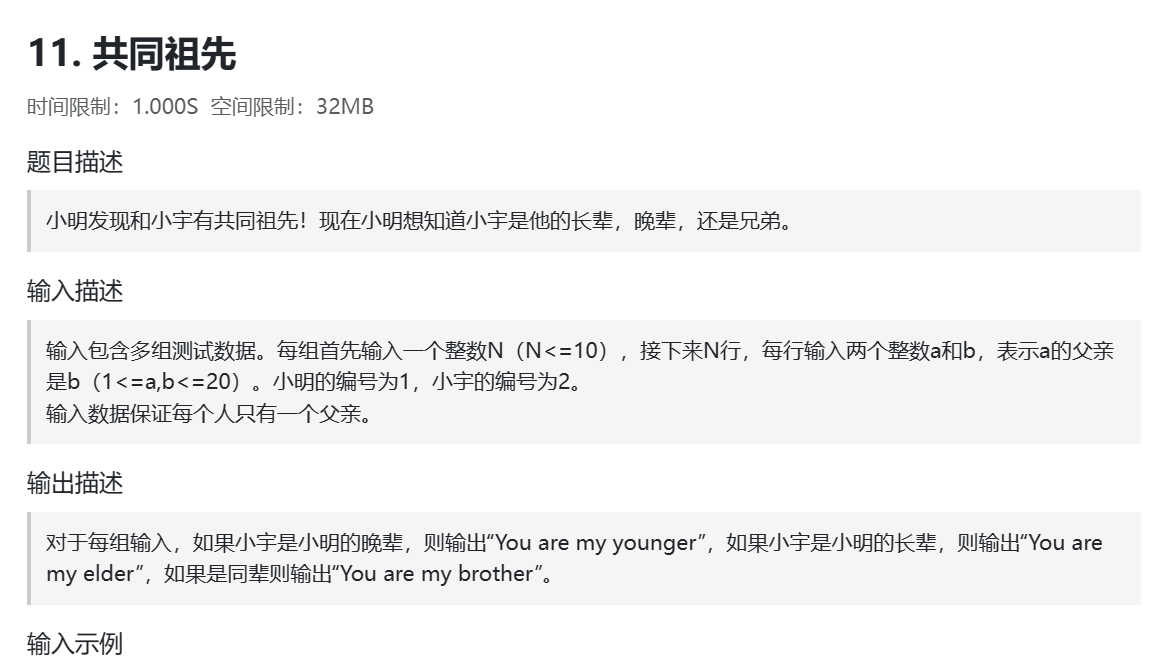 11. 共同祖先
时间限制：1.000S 空间限制：32MB
题目描述
小明发现和小宇有共同祖先！现在小明想知道小宇是他的长辈，晚辈，还是兄弟。
输入描述
输入包含多组测试数据。每组首先输入一个整数N（N<=10），接下来N行，每行输入两个整数a和b，表示a的父亲
是b（1<=a,b<=20）。小明的编号为1，小宇的编号为2。
输入数据保证每个人只有一个父亲。
输出描述
对于每组输入，如果小宇是小明的晚辈，则输出“You are my younger”，如果小宇是小明的长辈，则输出“You are
my elder”，如果是同辈则输出“You are my brother”。
输入示例